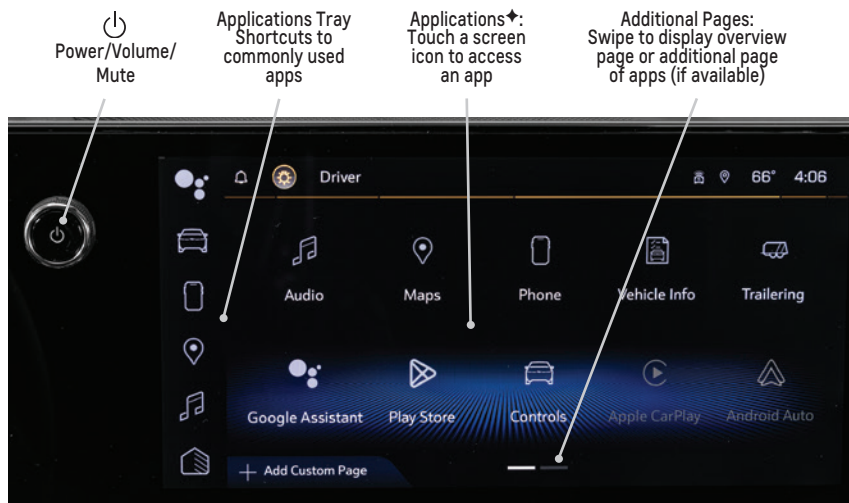 Power/Volume/
Mute
Applications Tray
Shortcuts to
commonly used
apps
Applications✦:
Touch a screen
icon to access
an app
Additional Pages:
Swipe to display overview
page or additional page
of apps (if available)
Driver
66° 4:06
Audio
Maps
Phone
Vehicle Info
Trailering
Google Assistant
Play Store
Controls
Apple CarPlay
Android Auto
+ Add Custom Page